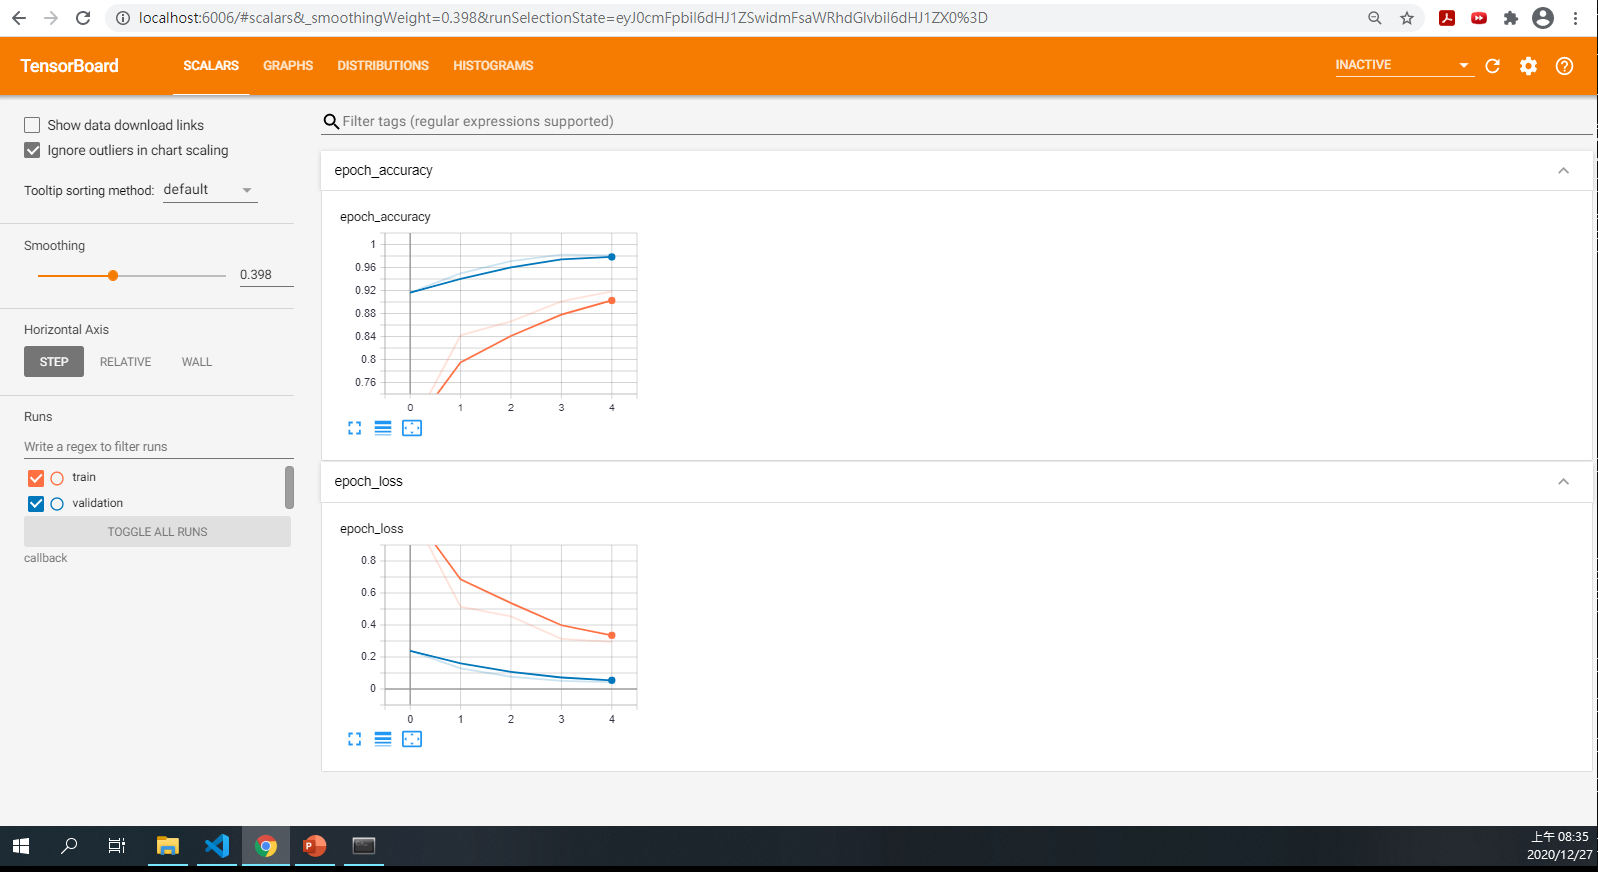 localhost:6006/#scalars&_smoothingWeight=0.398&runSelectionState=eyJ0cmFpbiI6dHJ1ZSwidmFsaWRhdGlvbiI6dHJ1ZX0%3D
TensorBoard SCALARS GRAPHS DISTRIBUTIONS HISTOGRAMS INACTIVE
Show data download links
Ignore outliers in chart scaling
Tooltip sorting method: default
Smoothing
0.398
Horizontal Axis
STEP RELATIVE WALL
Runs
Write a regex to filter runs
train
validation
TOGGLE ALL RUNS
callback
Filter tags (regular expressions supported)
epoch_accuracy
epoch_accuracy
1
0.96
0.92
0.88
0.84
0.8
0.76
0 1 2 3 4
epoch_loss
epoch_loss
0.8
0.6
0.4
0.2
0
0 1 2 3 4
上午 08:35
2020/12/27